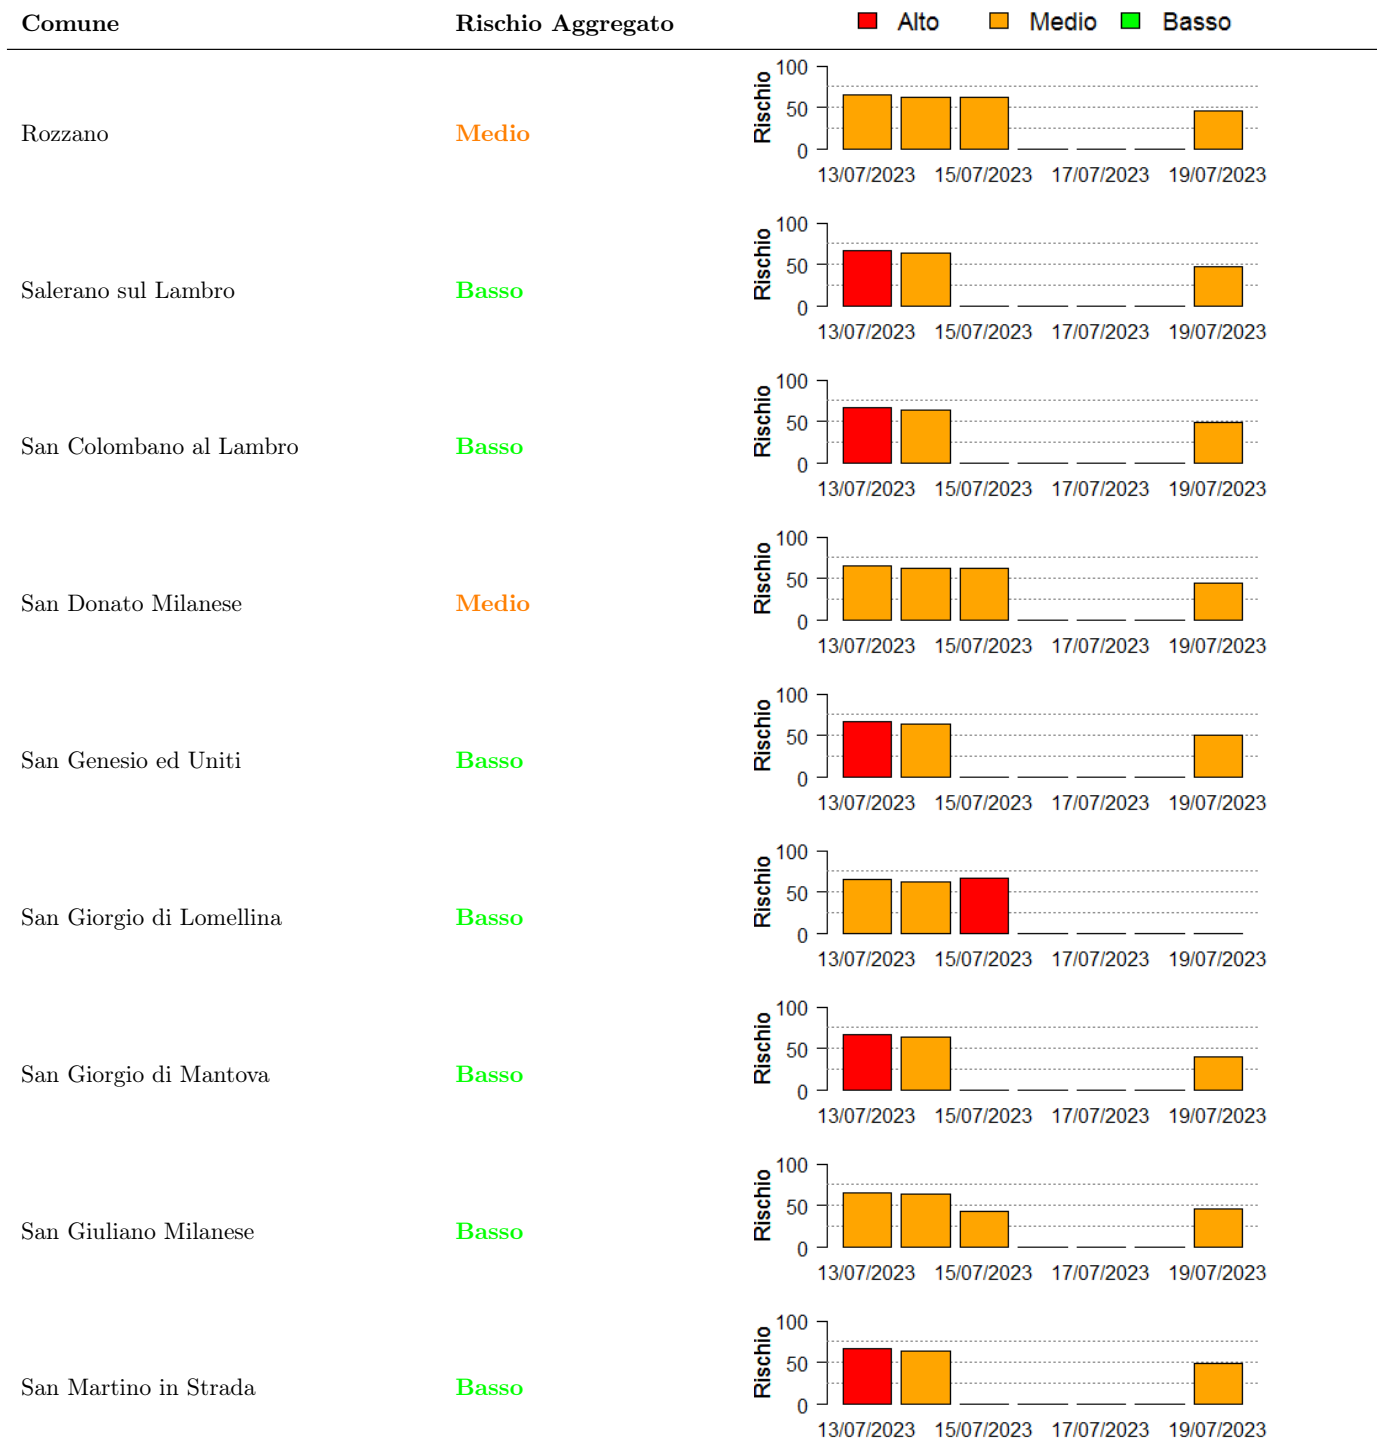 Comune Rischio Aggregato Alto Medio Basso
100
50
0
Rischio
Rozzano Medio
13/07/2023 15/07/2023 17/07/2023 19/07/2023
100
50
0
Rischio
Salerano sul Lambro Basso
13/07/2023 15/07/2023 17/07/2023 19/07/2023
100
50
0
Rischio
San Colombano al Lambro Basso
13/07/2023 15/07/2023 17/07/2023 19/07/2023
100
50
0
Rischio
San Donato Milanese Medio
13/07/2023 15/07/2023 17/07/2023 19/07/2023
100
50
0
Rischio
San Genesio ed Uniti Basso
13/07/2023 15/07/2023 17/07/2023 19/07/2023
100
50
0
Rischio
San Giorgio di Lomellina Basso
13/07/2023 15/07/2023 17/07/2023 19/07/2023
100
50
0
Rischio
San Giorgio di Mantova Basso
13/07/2023 15/07/2023 17/07/2023 19/07/2023
100
50
0
Rischio
San Giuliano Milanese Basso
13/07/2023 15/07/2023 17/07/2023 19/07/2023
100
50
0
Rischio
San Martino in Strada Basso
13/07/2023 15/07/2023 17/07/2023 19/07/2023